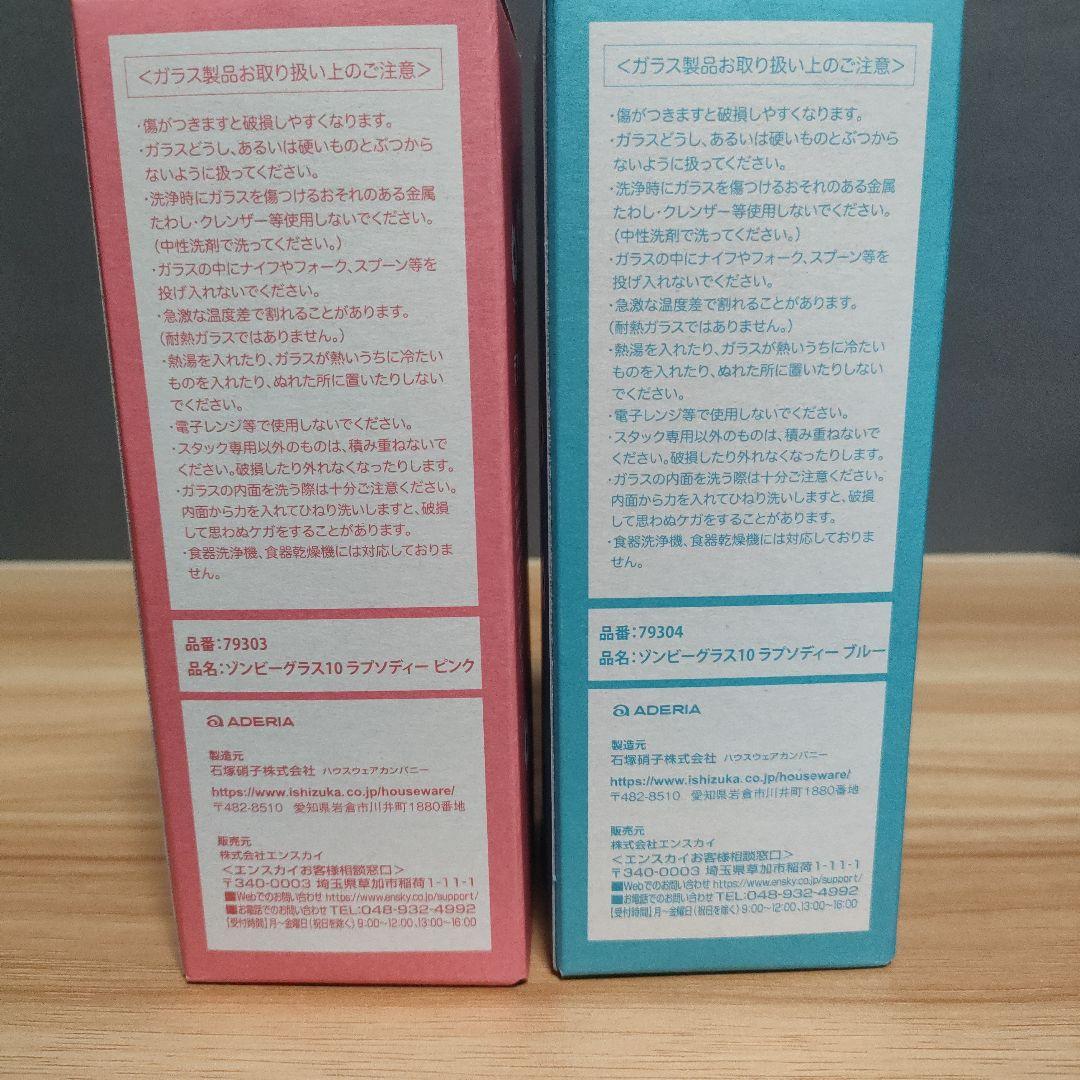 <ガラス製品お取り扱い上のご注意>
・傷がつきますと破損しやすくなります。
・ガラスどうし、あるいは硬いものとぶつから
ないように扱ってください。
・洗浄時にガラスを傷つけるおそれのある金属
たわし・クレンザー等使用しないでください。
(中性洗剤で洗ってください。)
・ガラスの中にナイフやフォーク、スプーン等を
投げ入れないでください。
・急激な温度差で割れることがあります。
(耐熱ガラスではありません。)
・熱湯を入れたり、ガラスが熱いうちに冷たい
ものを入れたり、ぬれた所に置いたりしない
でください。
・電子レンジ等で使用しないでください。
・スタック専用以外のものは、積み重ねないで
ください。破損したり外れなくなったりします。
・ガラスの内面を洗う際は十分ご注意ください。
内面から力を入れてひねり洗いしますと、破損
して思わぬケガをすることがあります。
・食器洗浄機、食器乾燥機には対応しておりま
せん。
品番:79303
品名:ゾンビーグラス10 ラプソディー ピンク
ADERIA
製造元
石塚硝子株式会社 ハウスウェアカンパニー
https://www.ishizuka.co.jp/houseware/
〒482-8510 愛知県岩倉市川井町1880番地
販売元
株式会社エンスカイ
<エンスカイお客様相談窓口>
〒340-0003 埼玉県草加市稲荷1-11-1
■Webでのお問い合わせ https://www.ensky.co.jp/support/
■お電話でのお問い合わせ TEL:048-932-4992
【受付時間】月～金曜日(祝日を除く) 9:00～12:00、13:00～16:00
<ガラス製品お取り扱い上のご注意>
・傷がつきますと破損しやすくなります。
・ガラスどうし、あるいは硬いものとぶつから
ないように扱ってください。
・洗浄時にガラスを傷つけるおそれのある金属
たわし・クレンザー等使用しないでください。
(中性洗剤で洗ってください。)
・ガラスの中にナイフやフォーク、スプーン等を
投げ入れないでください。
・急激な温度差で割れることがあります。
(耐熱ガラスではありません。)
・熱湯を入れたり、ガラスが熱いうちに冷たい
ものを入れたり、ぬれた所に置いたりしない
でください。
・電子レンジ等で使用しないでください。
・スタック専用以外のものは、積み重ねないで
ください。破損したり外れなくなったりします。
・ガラスの内面を洗う際は十分ご注意ください。
内面から力を入れてひねり洗いしますと、破損
して思わぬケガをすることがあります。
・食器洗浄機、食器乾燥機には対応しておりま
せん。
品番:79304
品名:ゾンビーグラス10 ラプソディー ブルー
ADERIA
製造元
石塚硝子株式会社 ハウスウェアカンパニー
https://www.ishizuka.co.jp/houseware/
〒482-8510 愛知県岩倉市川井町1880番地
販売元
株式会社エンスカイ
<エンスカイお客様相談窓口>
〒340-0003 埼玉県草加市稲荷1-11-1
■Webでのお問い合わせ https://www.ensky.co.jp/support/
■お電話でのお問い合わせ TEL:048-932-4992
【受付時間】月～金曜日(祝日を除く) 9:00～12:00、13:00～16:00